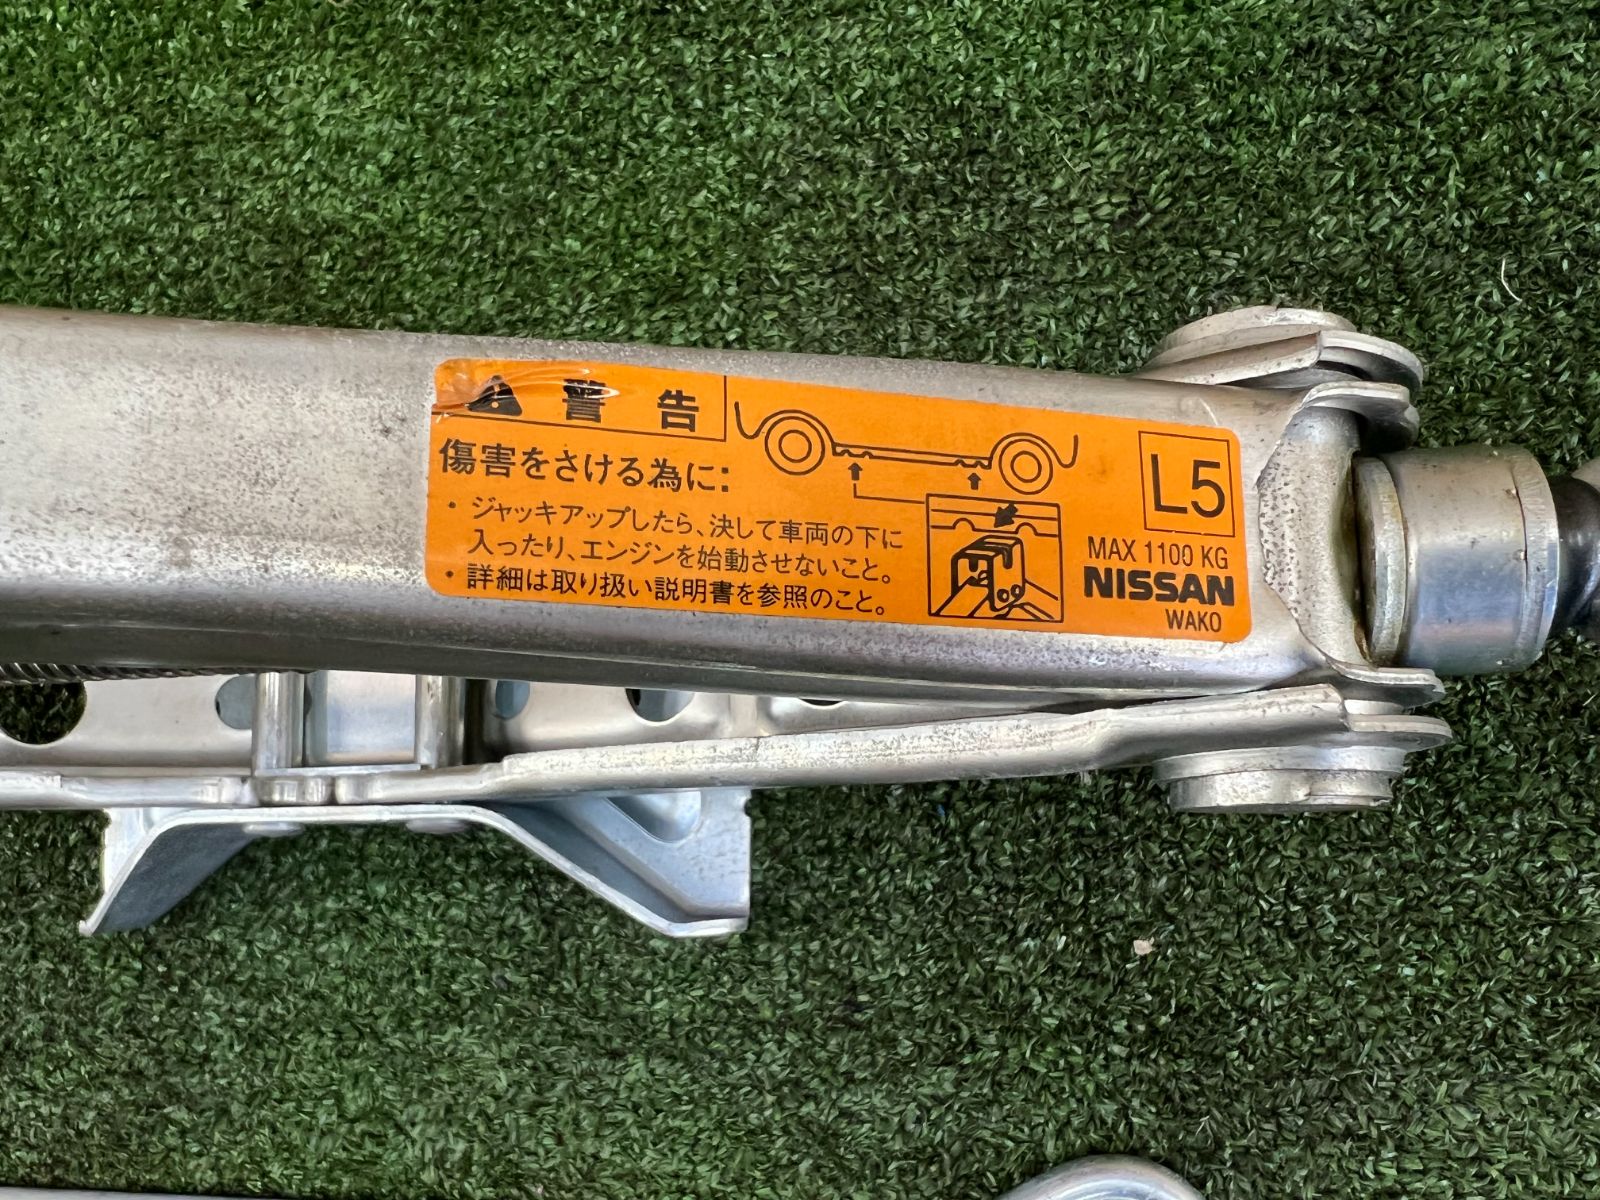 警告
傷害をさける為に:
・ジャッキアップしたら、決して車両の下に
入ったり、エンジンを始動させないこと。
・詳細は取り扱い説明書を参照のこと。
L5
MAX 1100 KG
NISSAN
WAKO